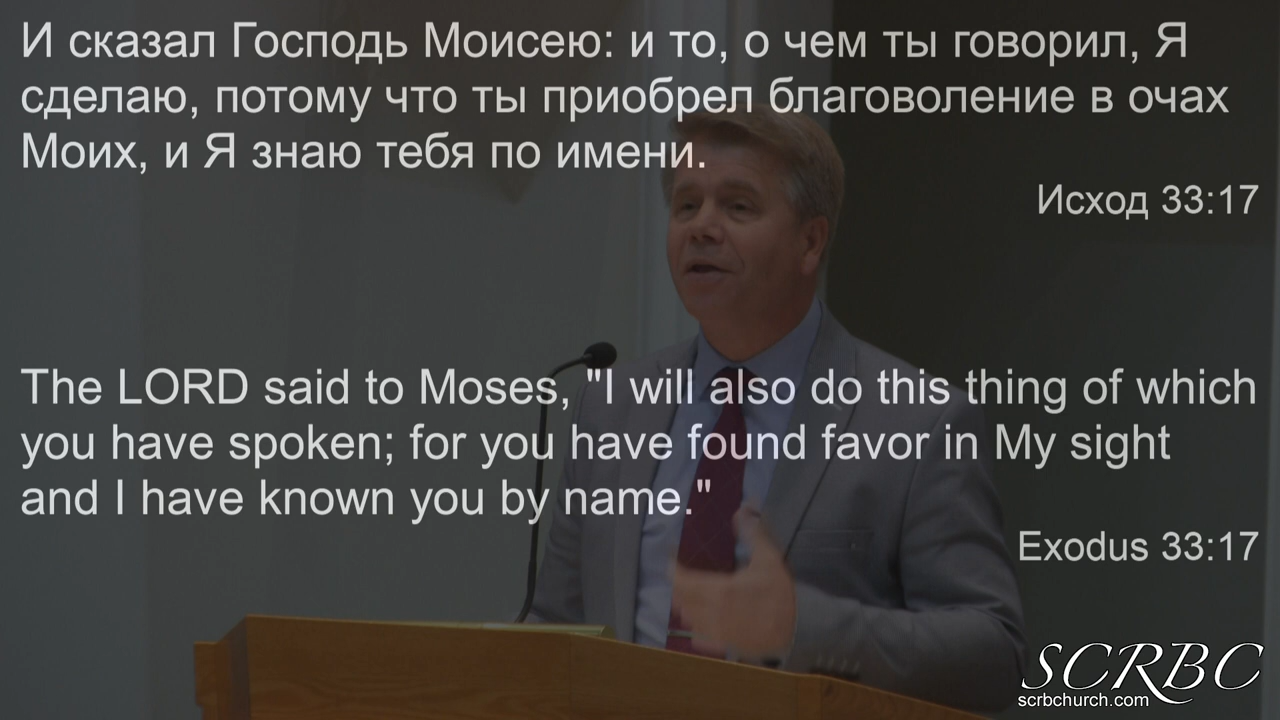 И сказал Господь Моисею: и то, о чем ты говорил, Я
сделаю, потому что ты приобрел благоволение в очах
Моих, и Я знаю тебя по имени.
Исход 33:17
The LORD said to Moses, "I will also do this thing of which
you have spoken; for you have found favor in My sight
and I have known you by name."
Exodus 33:17
SCRBC
scrbchurch.com